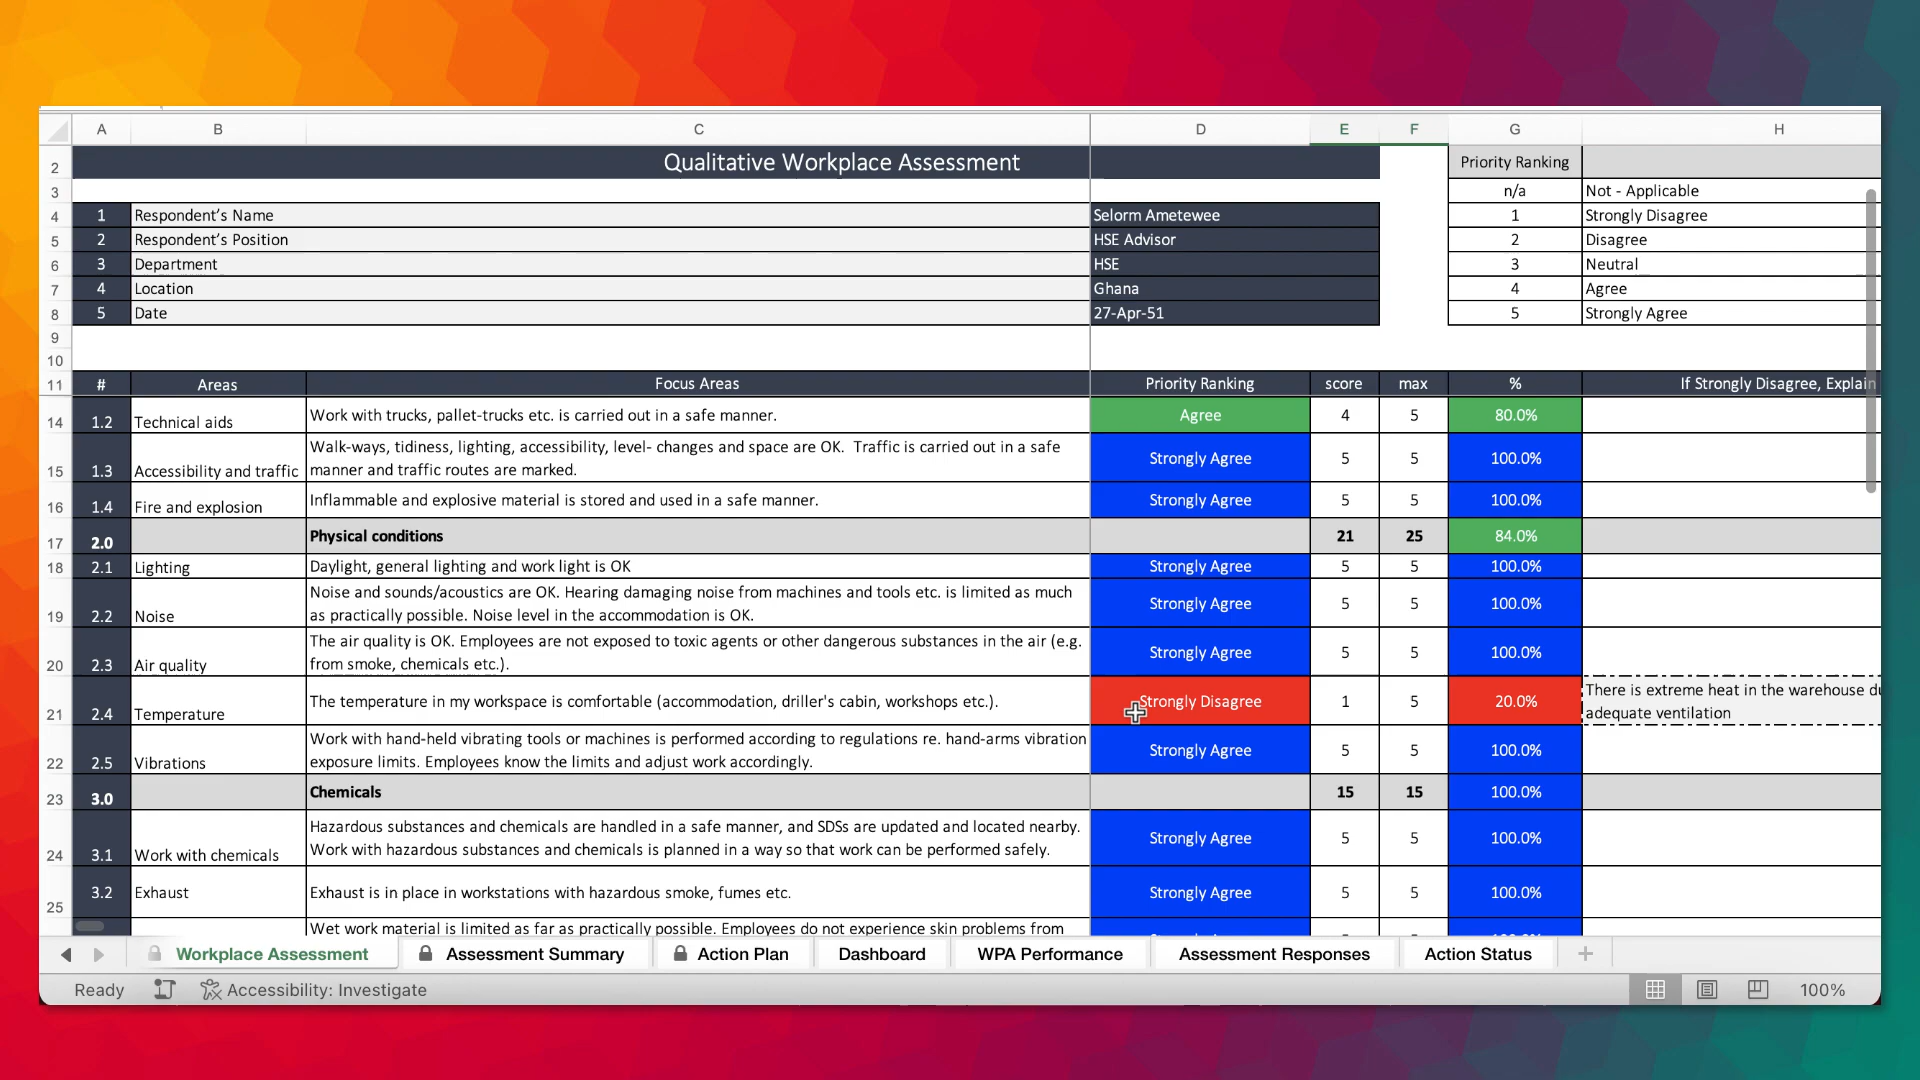 A B C D E F G H
2 Qualitative Workplace Assessment Priority Ranking
3 n/a Not - Applicable
4 1 Respondent's Name Selorm Ametewee 1 Strongly Disagree
5 2 Respondent's Position HSE Advisor 2 Disagree
6 3 Department HSE 3 Neutral
7 4 Location Ghana 4 Agree
8 5 Date 27-Apr-51 5 Strongly Agree
9
10
11 # Areas Focus Areas Priority Ranking score max % If Strongly Disagree, Explain
14 1.2 Technical aids Work with trucks, pallet-trucks etc. is carried out in a safe manner. Agree 4 5 80.0%
15 1.3 Accessibility and traffic Walk-ways, tidiness, lighting, accessibility, level- changes and space are OK. Traffic is carried out in a safe
manner and traffic routes are marked. Strongly Agree 5 5 100.0%
16 1.4 Fire and explosion Inflammable and explosive material is stored and used in a safe manner. Strongly Agree 5 5 100.0%
17 2.0 Physical conditions 21 25 84.0%
18 2.1 Lighting Daylight, general lighting and work light is OK Strongly Agree 5 5 100.0%
19 2.2 Noise Noise and sounds/acoustics are OK. Hearing damaging noise from machines and tools etc. is limited as much
as practically possible. Noise level in the accommodation is OK. Strongly Agree 5 5 100.0%
20 2.3 Air quality The air quality is OK. Employees are not exposed to toxic agents or other dangerous substances in the air (e.g.
from smoke, chemicals etc.). Strongly Agree 5 5 100.0%
21 2.4 Temperature The temperature in my workspace is comfortable (accommodation, driller's cabin, workshops etc.). Strongly Disagree 1 5 20.0% There is extreme heat in the warehouse du
adequate ventilation
22 2.5 Vibrations Work with hand-held vibrating tools or machines is performed according to regulations re. hand-arms vibration
exposure limits. Employees know the limits and adjust work accordingly. Strongly Agree 5 5 100.0%
23 3.0 Chemicals 15 15 100.0%
24 3.1 Work with chemicals Hazardous substances and chemicals are handled in a safe manner, and SDSs are updated and located nearby.
Work with hazardous substances and chemicals is planned in a way so that work can be performed safely. Strongly Agree 5 5 100.0%
25 3.2 Exhaust Exhaust is in place in workstations with hazardous smoke, fumes etc. Strongly Agree 5 5 100.0%
Wet work material is limited as far as practically possible. Employees do not experience skin problems from
Workplace Assessment Assessment Summary Action Plan Dashboard WPA Performance Assessment Responses Action Status
Ready Accessibility: Investigate 100%